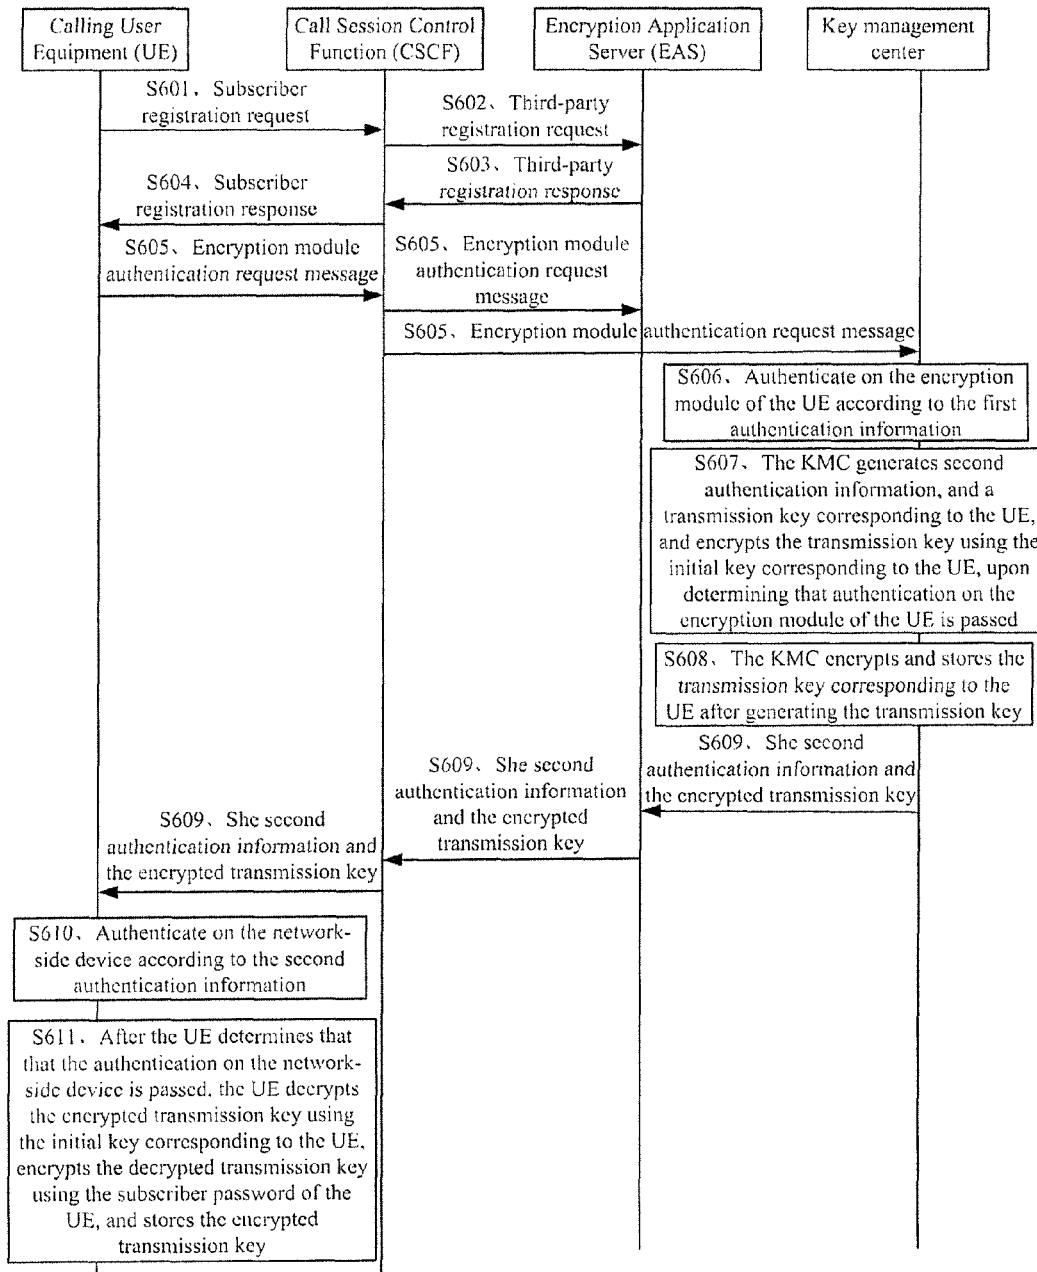 Calling User
Equipment (UE)
Call Session Control
Function (CSCF)
Encryption Application
Server (EAS)
Key management
center
S601、Subscriber
registration request
S602、Third-party
registration request
S603、Third-party
registration response
S604、Subscriber
registration response
S605、Encryption module
authentication request message
S605、Encryption module
authentication request
message
S605、Encryption module authentication request message
S606、Authenticate on the encryption
module of the UE according to the first
authentication information
S607、The KMC generates second
authentication information, and a
transmission key corresponding to the UE,
and encrypts the transmission key using the
initial key corresponding to the UE, upon
determining that authentication on the
encryption module of the UE is passed
S608、The KMC encrypts and stores the
transmission key corresponding to the
UE after generating the transmission key
S609、She second
authentication information and
the encrypted transmission key
S609、She second
authentication information
and the encrypted
transmission key
S609、She second
authentication information and
the encrypted transmission key
S610、Authenticate on the network-
side device according to the second
authentication information
S611、After the UE determines that
that the authentication on the network-
side device is passed, the UE decrypts
the encrypted transmission key using
the initial key corresponding to the UE,
encrypts the decrypted transmission key
using the subscriber password of the
UE, and stores the encrypted
transmission key